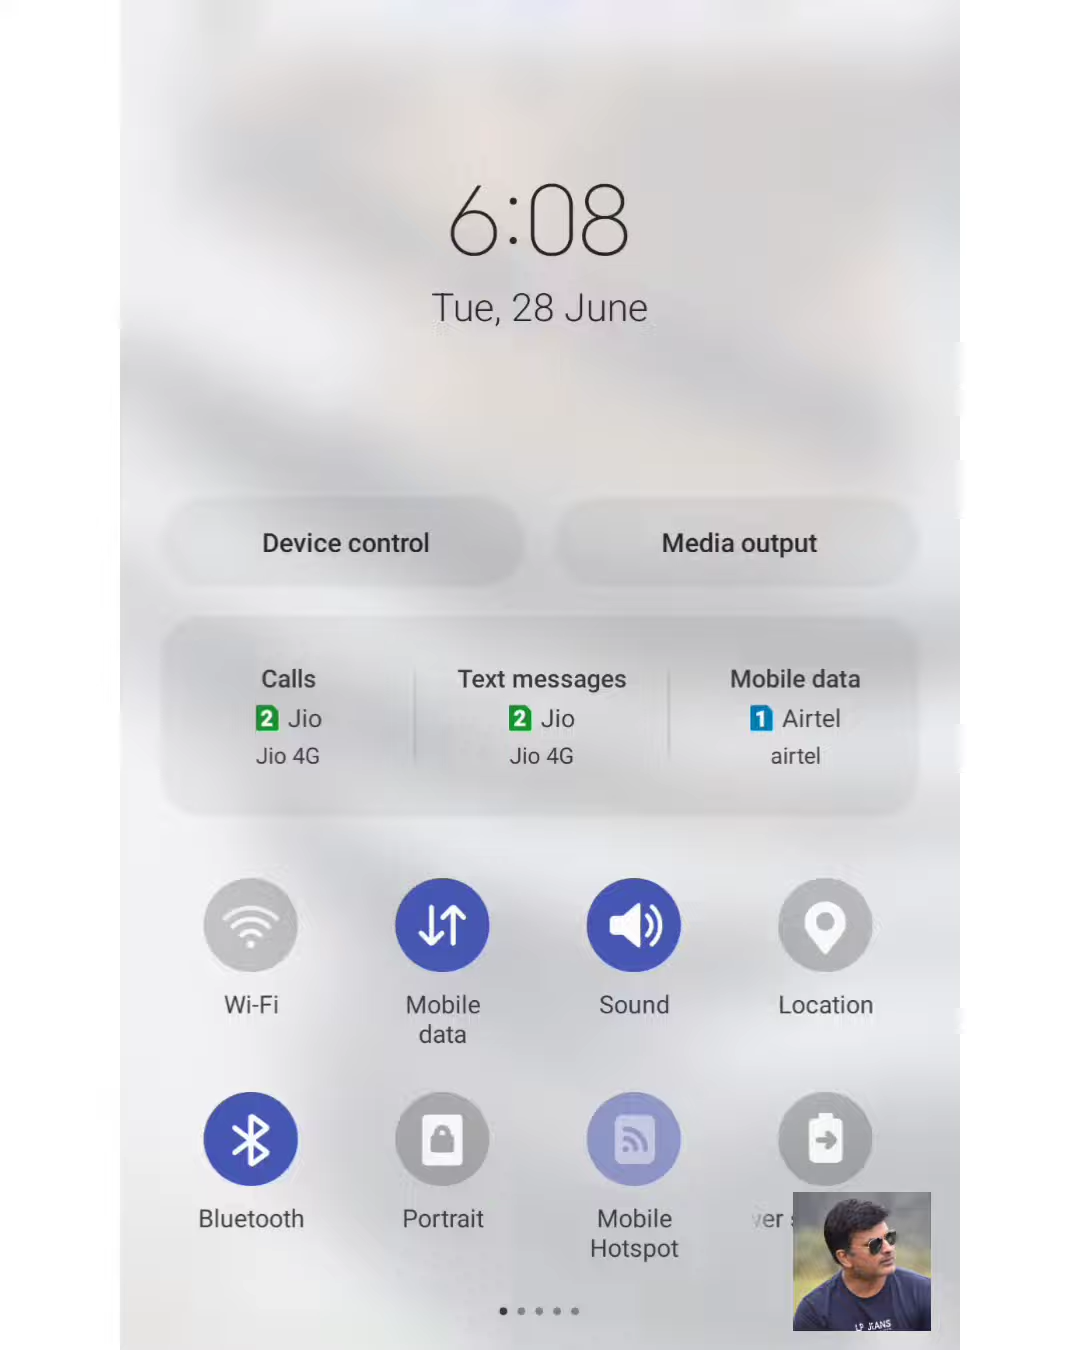 6:08
Tue, 28 June
Device control
Media output
Calls
Text messages
Mobile data
2 Jio
2 Jio
1 Airtel
Jio 4G
Jio 4G
airtel
Wi-Fi
Mobile
data
Sound
Location
Bluetooth
Portrait
Mobile
Hotspot